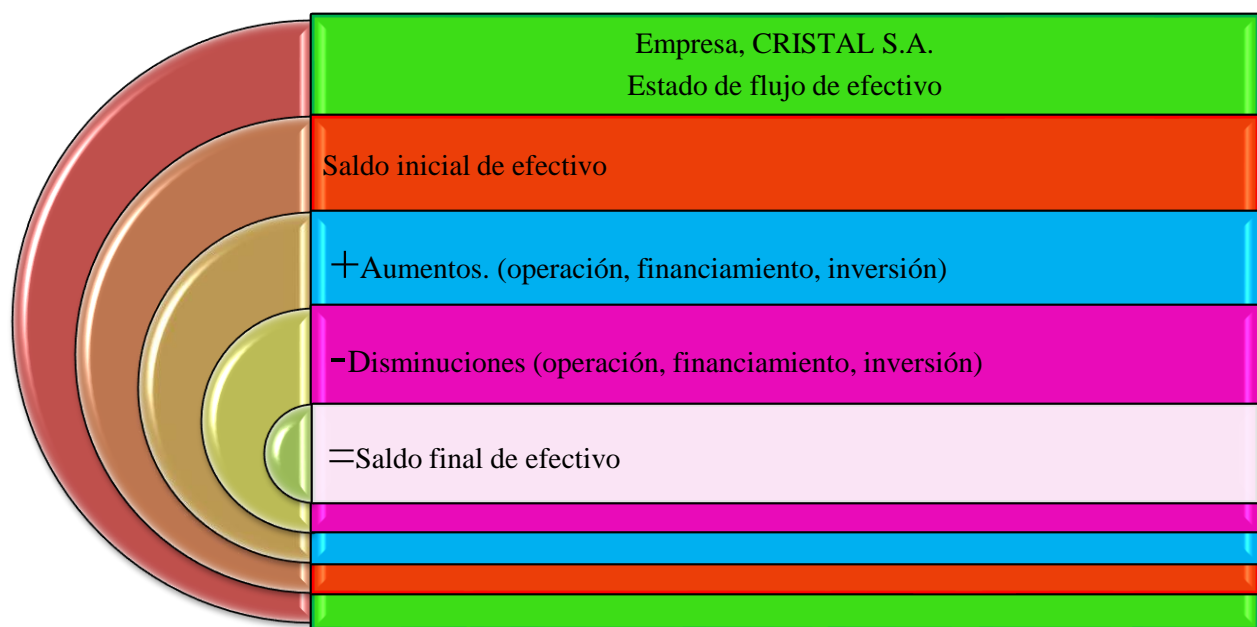 Empresa, CRISTAL S.A.
Estado de flujo de efectivo
Saldo inicial de efectivo
+Aumentos. (operación, financiamiento, inversión)
-Disminuciones (operación, financiamiento, inversión)
=Saldo final de efectivo